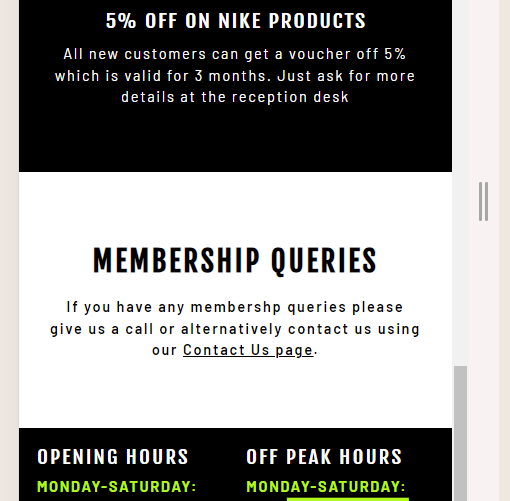 5% OFF ON NIKE PRODUCTS
All new customers can get a voucher off 5%
which is valid for 3 months. Just ask for more
details at the reception desk
MEMBERSHIP QUERIES
If you have any membershp queries please
give us a call or alternatively contact us using
our Contact Us page.
OPENING HOURS
MONDAY-SATURDAY:
OFF PEAK HOURS
MONDAY-SATURDAY: